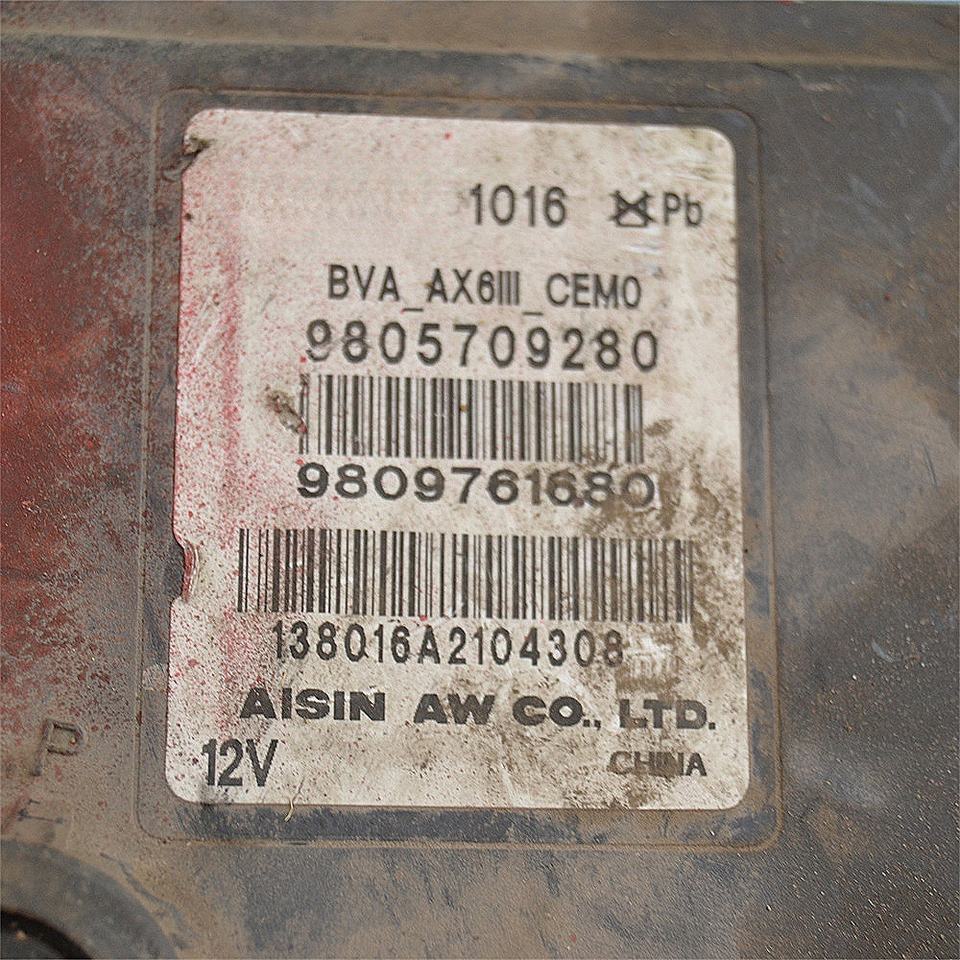 1016 Pb
BVA_AX6III_CEM0
9805709280
9809761680
138016A2104308
AISIN AW CO., LTD.
12V CHINA
P